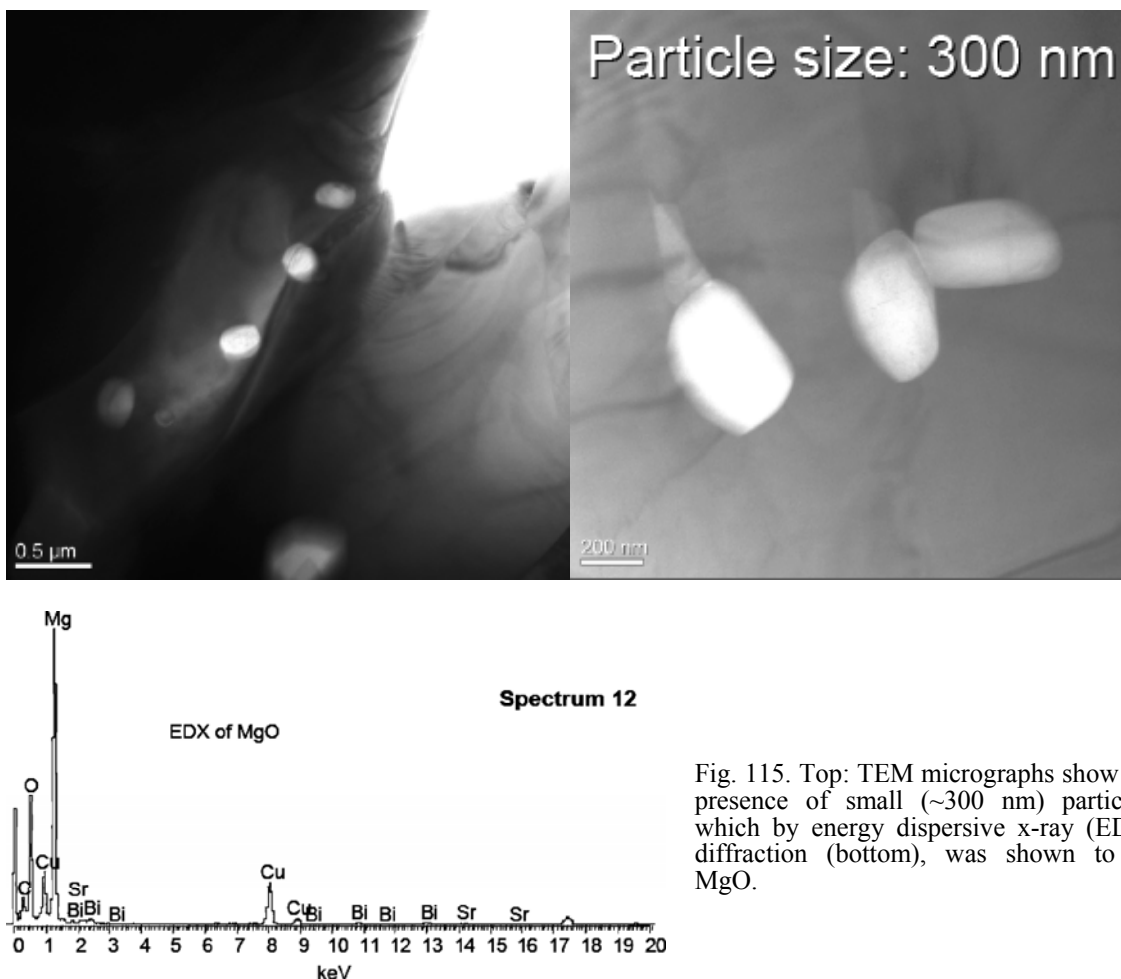 Particle size: 300 nm
0.5 µm
200 nm
Mg
Spectrum 12
EDX of MgO
O
Cu
C
Cu
Sr
Bi
Bi
Bi
Cu
Bi
Bi
Bi
Bi
Sr
Sr
0 1 2 3 4 5 6 7 8 9 10 11 12 13 14 15 16 17 18 19 20
keV
Fig. 115. Top: TEM micrographs show
presence of small (~300 nm) partic
which by energy dispersive x-ray (ED
diffraction (bottom), was shown to
MgO.